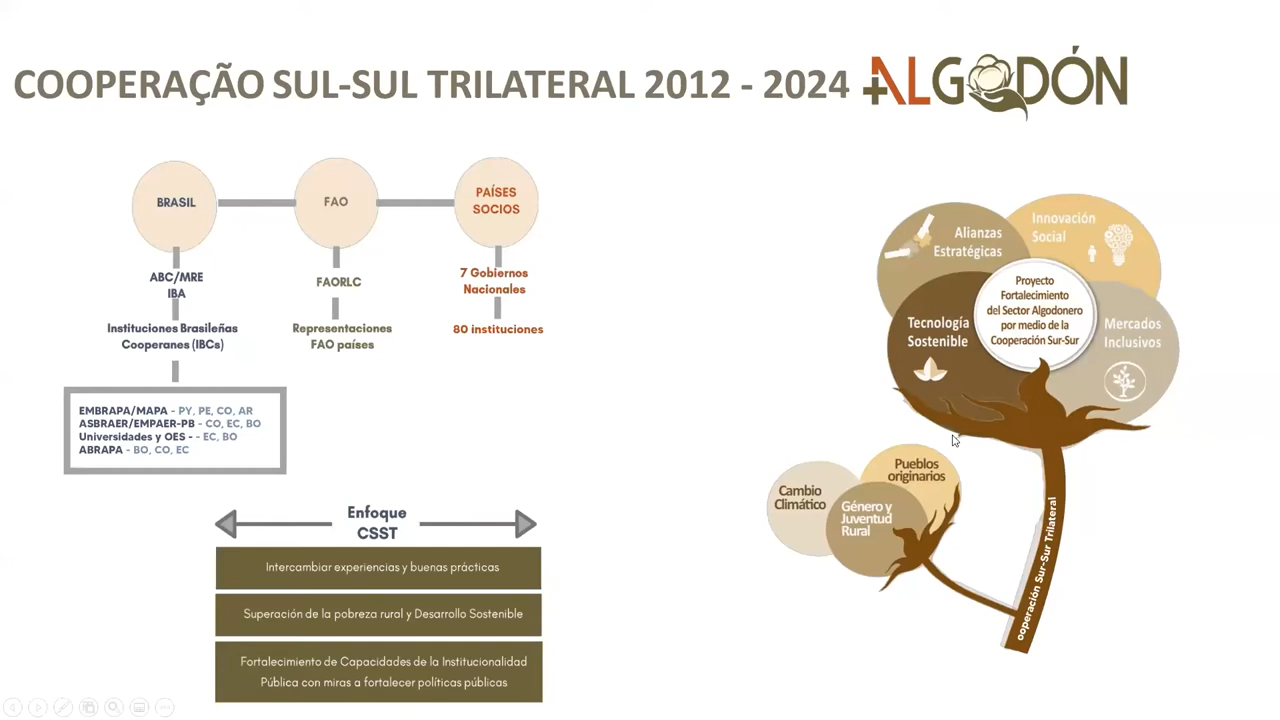 COOPERAÇÃO SUL-SUL TRILATERAL 2012 - 2024
+ALGODÓN
BRASIL
FAO
PAÍSES
SOCIOS
ABC/MRE
IBA
FAORLC
7 Gobiernos
Nacionales
Instituciones Brasileñas
Cooperanes (IBCs)
Representaciones
FAO países
80 instituciones
EMBRAPA/MAPA - PY, PE, CO, AR
ASBRAER/EMPAER-PB - CO, EC, BO
Universidades y OES - - EC, BO
ABRAPA - BO, CO, EC
Enfoque
CSST
Intercambiar experiencias y buenas prácticas
Superación de la pobreza rural y Desarrollo Sostenible
Fortalecimiento de Capacidades de la Institucionalidad
Pública con miras a fortalecer políticas públicas
Alianzas
Estratégicas
Innovación
Social
Proyecto
Fortalecimiento
del Sector Algodonero
por medio de la
Cooperación Sur-Sur
Tecnología
Sostenible
Mercados
Inclusivos
Pueblos
originarios
Cambio
Climático
Género y
Juventud
Rural
ooperación Sur-Sur Trilateral